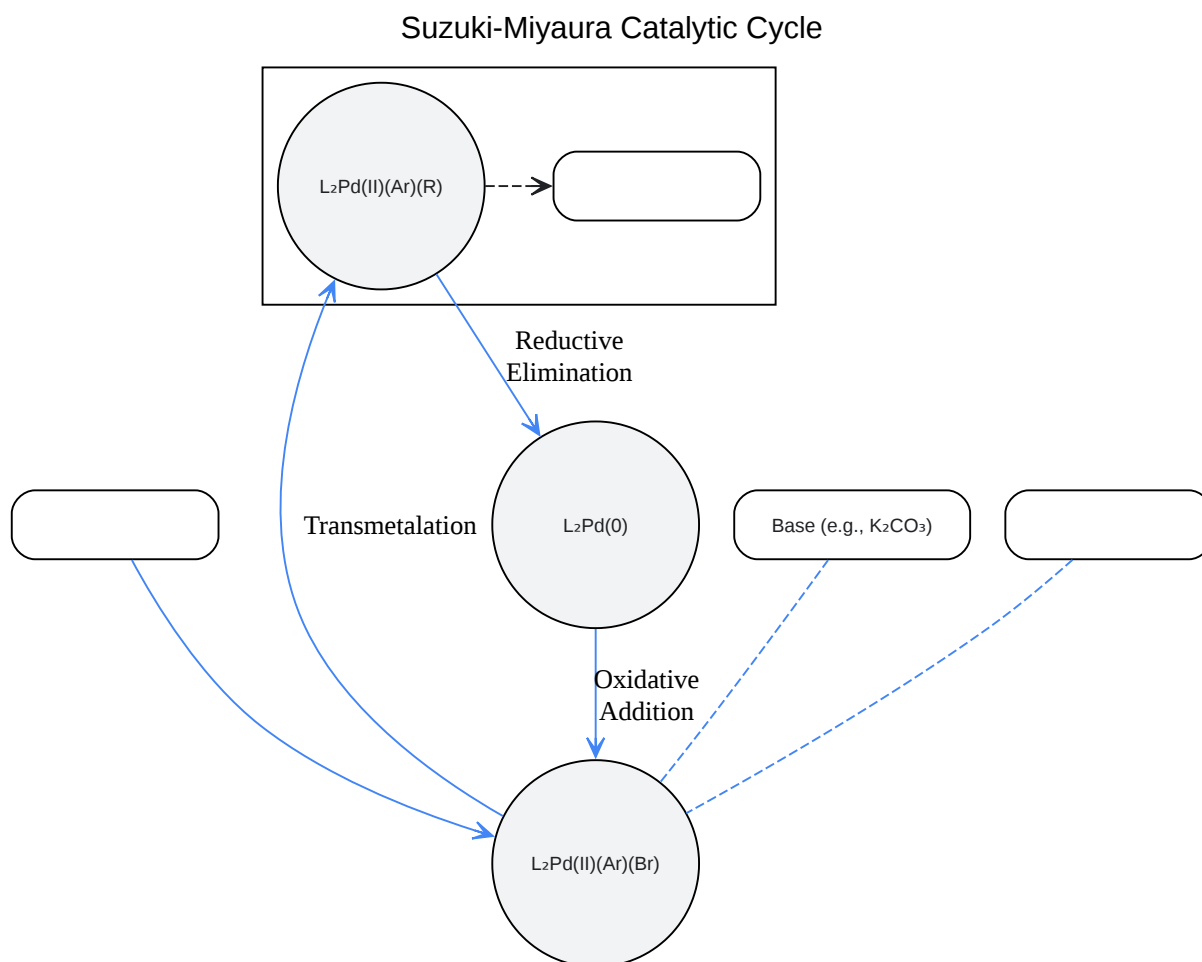 Suzuki-Miyaura Catalytic Cycle
L₂Pd(II)(Ar)(R)
Reductive
Elimination
Transmetalation
L₂Pd(0)
Base (e.g., K₂CO₃)
Oxidative
Addition
L₂Pd(II)(Ar)(Br)